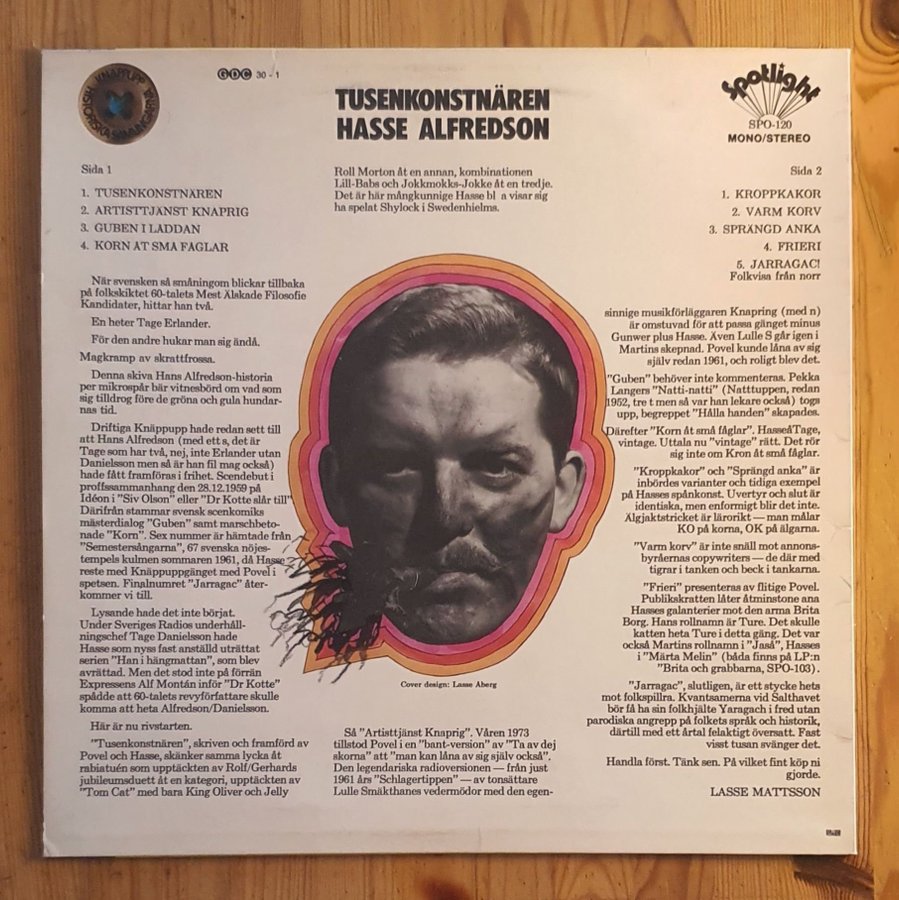 KNÄPPUPP
HISTORISKA SAMLINGARNA
GDC 30-1
TUSENKONSTNÄREN
HASSE ALFREDSON
Spotlight
SPO-120
MONO/STEREO
Sida 1
1. TUSENKONSTNÄREN
2. ARTISTTJÄNST KNAPRIG
3. GUBEN I LÅDDAN
4. KORN ÅT SMÅ FÅGLAR
Sida 2
1. KROPPKAKOR
2. VARM KORV
3. SPRÄNGD ANKA
4. FRIERI
5. JARRAGAC!
Folkvisa från norr
När svensken så småningom blickar tillbaka
på folkskiktet 60-talets Mest Älskade Filosofie
Kandidater, hittar han två.
En heter Tage Erlander.
För den andre hukar man sig ändå.
Magkramp av skrattfrossa.
Denna skiva Hans Alfredson-historia
per mikrospår bär vitnesbörd om vad som
sig tilldrog före de gröna och gula hundar-
nas tid.
Driftiga Knäppupp hade redan sett till
att Hans Alfredson (med ett s, det är
Tage som har två, nej, inte Erlander utan
Danielsson men så är han fil mag också)
hade fått framföras i frihet. Scendebut i
proffssammanhang den 28.12.1959 på
Idéon i "Siv Olson" eller "Dr Kotte slår till"
Därifrån stammar svensk scenkomiks
mästerdialog "Guben" samt marschbeto-
nade "Korn". Sex nummer är hämtade från
"Semestersångarna", 67 svenska nöjes-
tempels kulmen sommaren 1961, då Hasse
reste med Knäppuppgänget med Povel i
spetsen. Finalnumret "Jarragac" åter-
kommer vi till.
Lysande hade det inte börjat.
Under Sveriges Radios underhåll-
ningschef Tage Danielsson hade
Hasse som nyss fast anställd uträttat
serien "Han i hängmattan", som blev
avrättad. Men det stod inte på förrän
Expressens Alf Montán inför "Dr Kotte"
spådde att 60-talets revyförfattare skulle
komma att heta Alfredson/Danielsson.
Här är nu rivstarten.
"Tusenkonstnären", skriven och framförd av
Povel och Hasse, skänker samma lycka åt
rabiatuén som upptäckten av Rolf/Gerhards
jubileumsduett åt en kategori, upptäckten av
"Tom Cat" med bara King Oliver och Jelly
Roll Morton åt en annan, kombinationen
Lill-Babs och Jokkmokks-Jokke åt en tredje.
Det är här mångkunnige Hasse bl a visar sig
ha spelat Shylock i Swedenhielms.
Cover design: Lasse Åberg
Så "Artisttjänst Knaprig". Våren 1973
tillstod Povel i en "bant-version" av "Ta av dej
skorna" att "man kan låna av sig själv också".
Den legendariska radioversionen — från just
1961 års "Schlagertippen" — av tonsättare
Lulle Smäkthanes vedermödor med den egen-
sinnige musikförläggaren Knapring (med n)
är omstuvad för att passa gänget minus
Gunwer plus Hasse. Även Lulle S går igen i
Martins skepnad. Povel kunde låna av sig
själv redan 1961, och roligt blev det.
"Guben" behöver inte kommenteras. Pekka
Langers "Natti-natti" (Natttuppen, redan
1952, tre t men så var han lekare också) togs
upp, begreppet "Hålla handen" skapades.
Därefter "Korn åt små fåglar". HasseåTage,
vintage. Uttala nu "vintage" rätt. Det rör
sig inte om Kron åt små fåglar.
"Kroppkakor" och "Sprängd anka" är
inbördes varianter och tidiga exempel
på Hasses spånkonst. Uvertyr och slut är
identiska, men enformigt blir det inte.
Älgjaktstricket är lärorikt — man målar
KO på korna, OK på älgarna.
"Varm korv" är inte snäll mot annons-
byråernas copywriters — de där med
tigrar i tanken och beck i tankarna.
"Frieri" presenteras av flitige Povel.
Publikskratten låter åtminstone ana
Hasses galanterier mot den arma Brita
Borg. Hans rollnamn är Ture. Det skulle
katten heta Ture i detta gäng. Det var
också Martins rollnamn i "Jaså", Hasses
i "Märta Melin" (båda finns på LP:n
"Brita och grabbarna, SPO-103).
"Jarragac", slutligen, är ett stycke hets
mot folkspillra. Kvantsamerna vid Salthavet
bör få ha sin folkhjälte Yaragach i fred utan
parodiska angrepp på folkets språk och historik,
därtill med ett årtal felaktigt översatt. Fast
visst tusan svänger det.
Handla först. Tänk sen. På vilket fint köp ni
gjorde.
LASSE MATTSSON